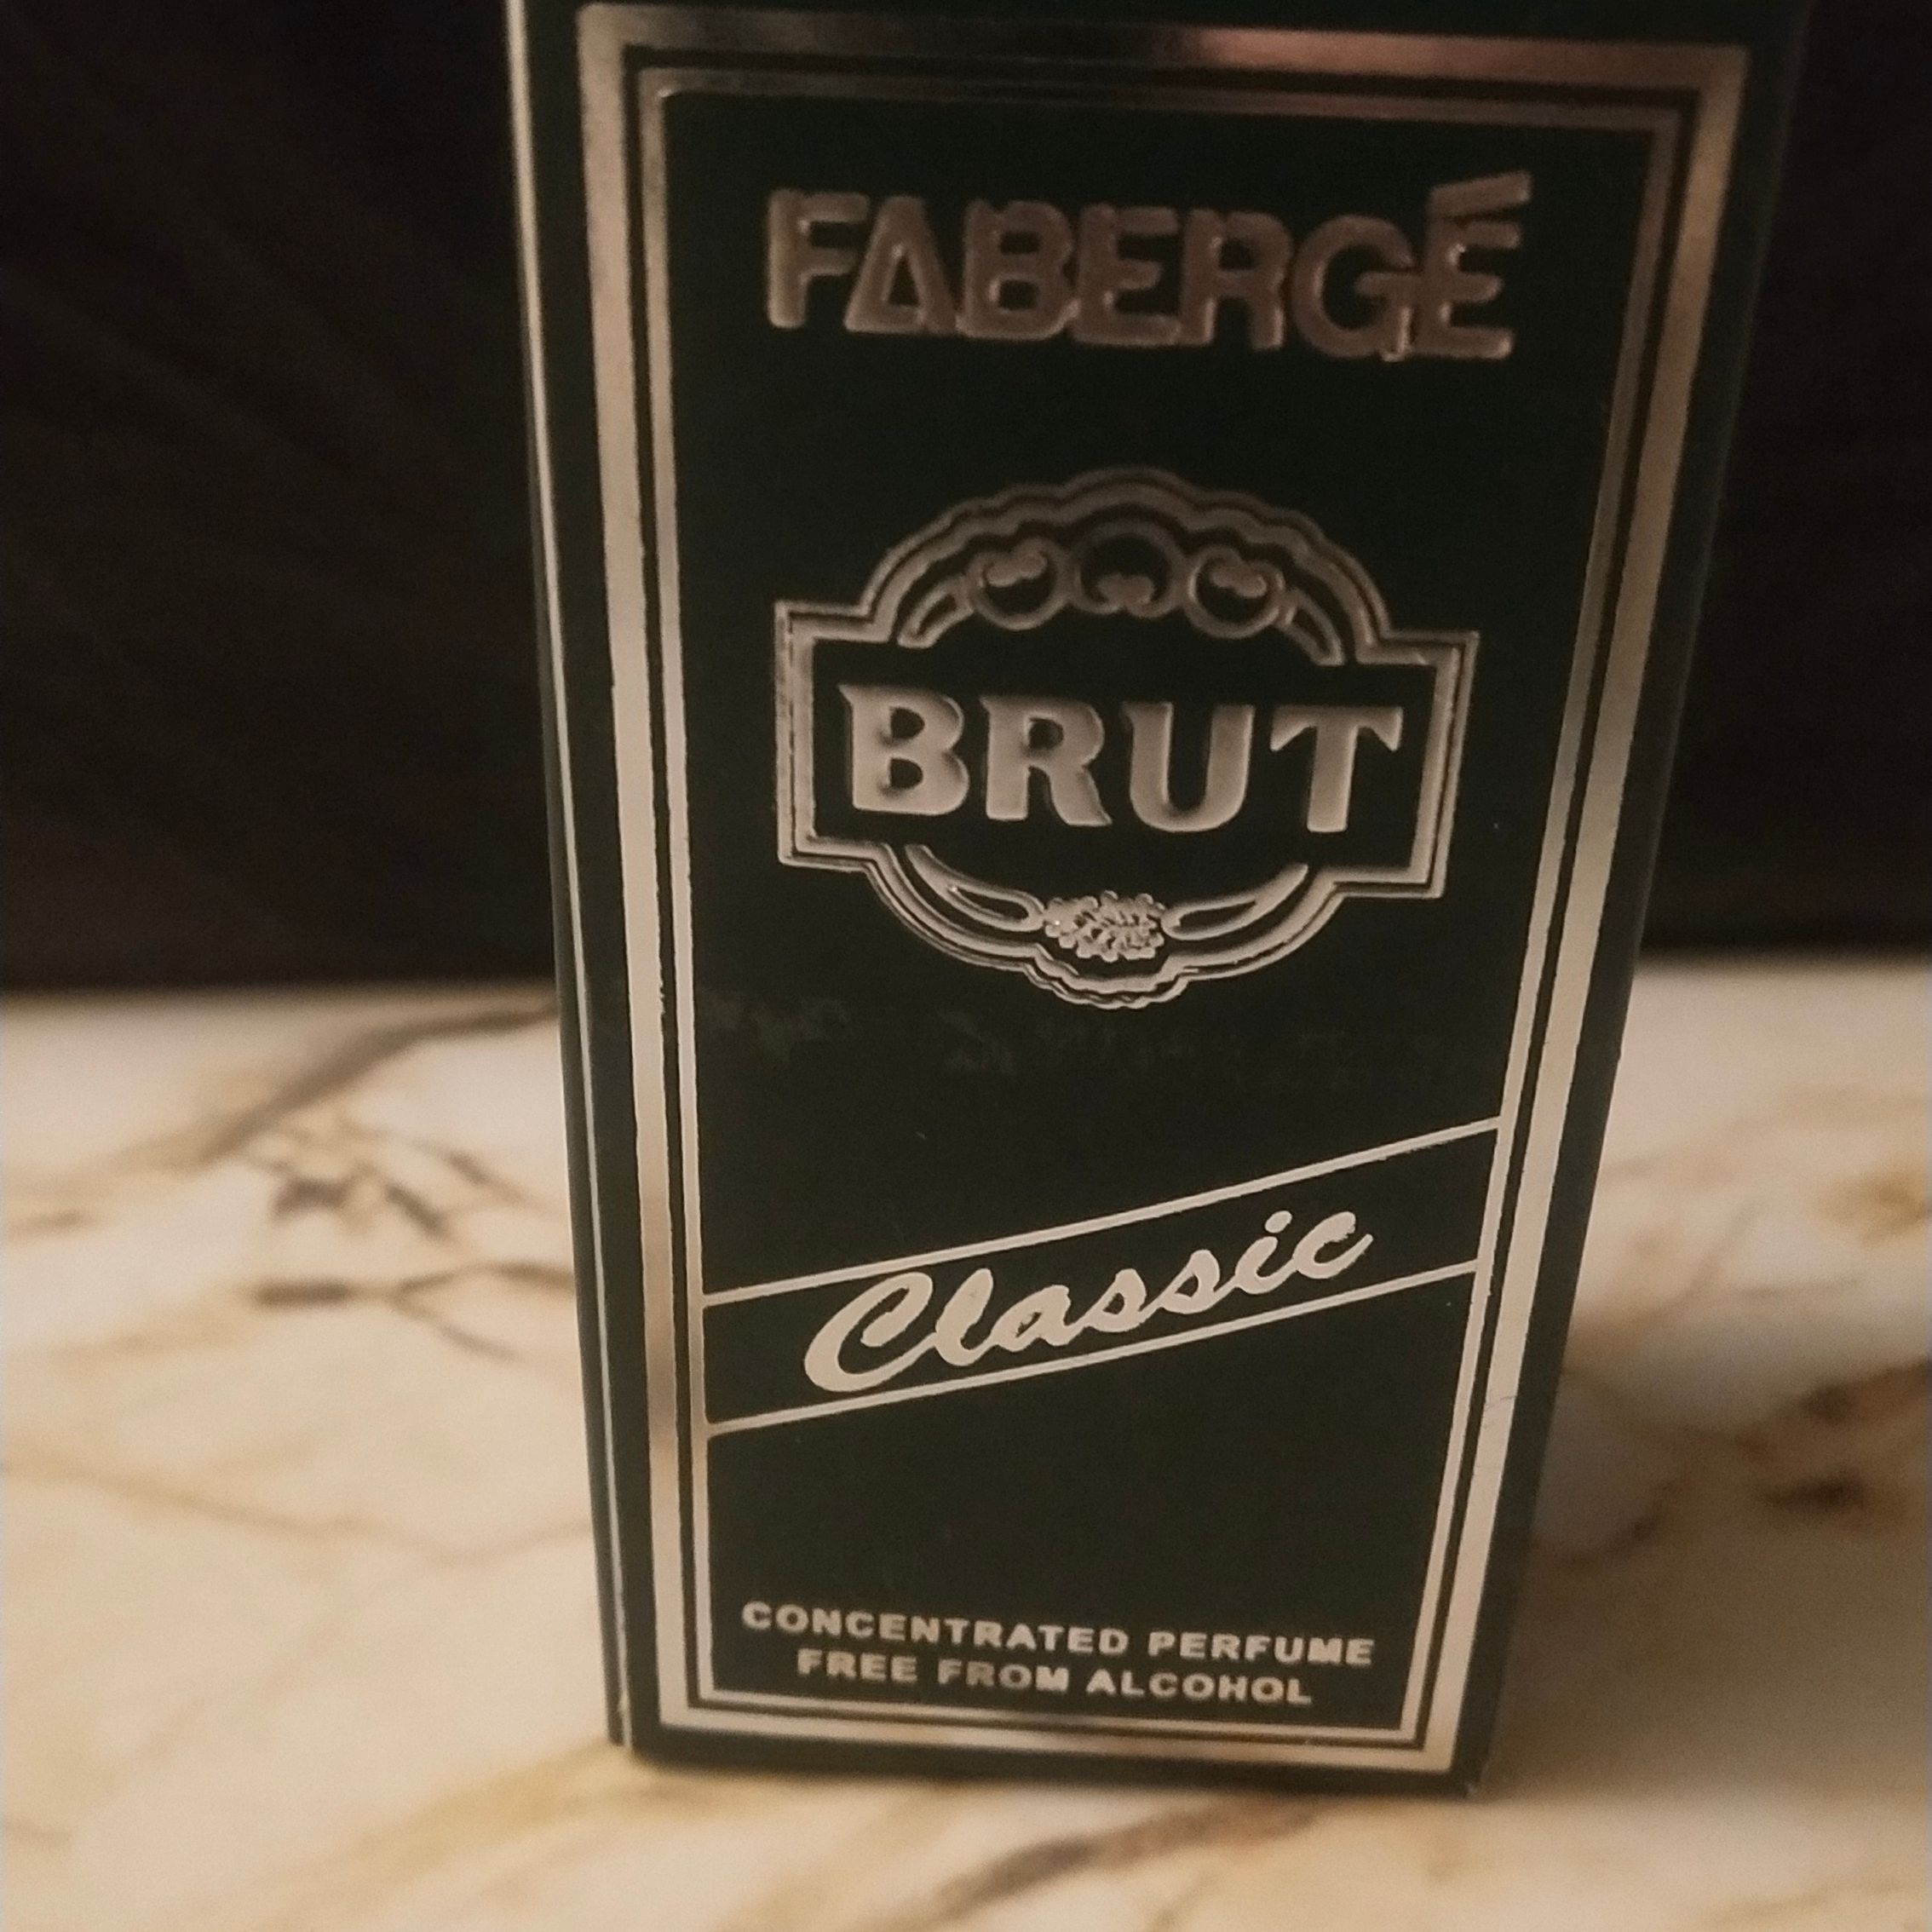 FABERGÉ
BRUT
Classic
CONCENTRATED PERFUME
FREE FROM ALCOHOL